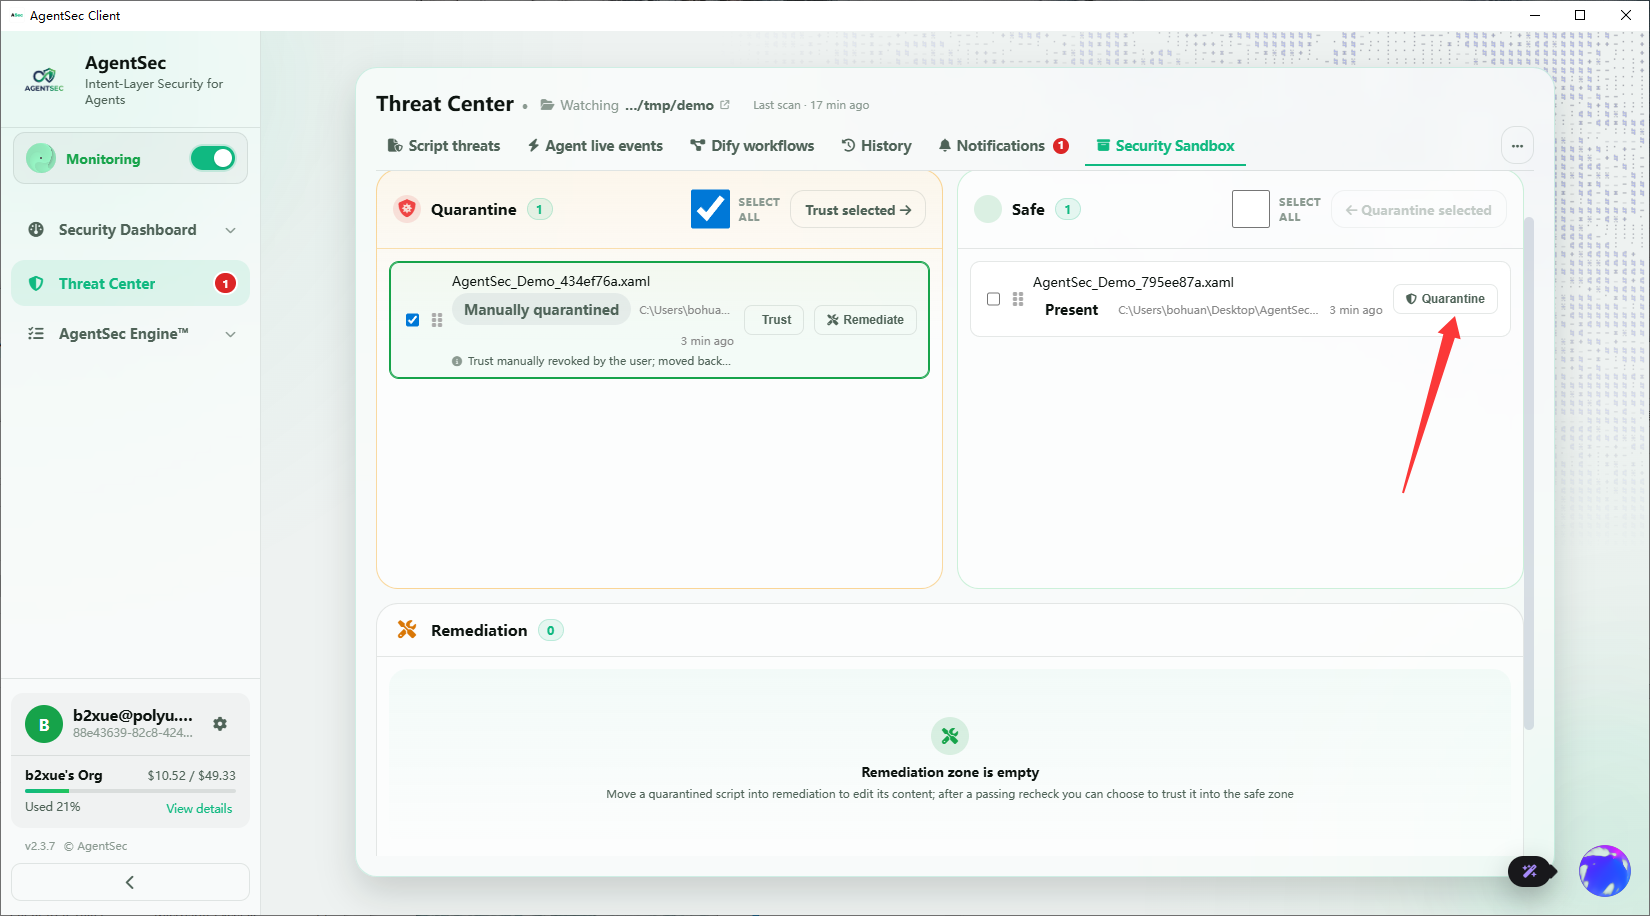 ASec AgentSec Client
AgentSec
Intent-Layer Security for
Agents
AGENTSEC
Monitoring
Security Dashboard
Threat Center 1
AgentSec Engine™
B
b2xue@polyu....
88e43639-82c8-424...
b2xue's Org $10.52 / $49.33
Used 21% View details
v2.3.7 © AgentSec
Threat Center • Watching .../tmp/demo Last scan · 17 min ago
Script threats Agent live events Dify workflows History Notifications 1 Security Sandbox ...
Quarantine 1 SELECT ALL Trust selected →
AgentSec_Demo_434ef76a.xaml
Manually quarantined C:\Users\bohua... Trust Remediate
3 min ago
Trust manually revoked by the user; moved back...
Safe 1 SELECT ALL ← Quarantine selected
AgentSec_Demo_795ee87a.xaml
Present C:\Users\bohuan\Desktop\AgentSec... 3 min ago Quarantine
Remediation 0
Remediation zone is empty
Move a quarantined script into remediation to edit its content; after a passing recheck you can choose to trust it into the safe zone